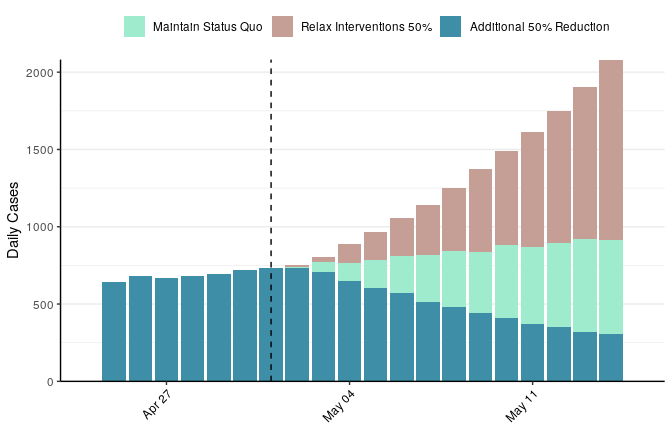 Maintain Status Quo Relax Interventions 50% Additional 50% Reduction
Daily Cases
2000
1500
1000
500
0
Apr 27 May 04 May 11